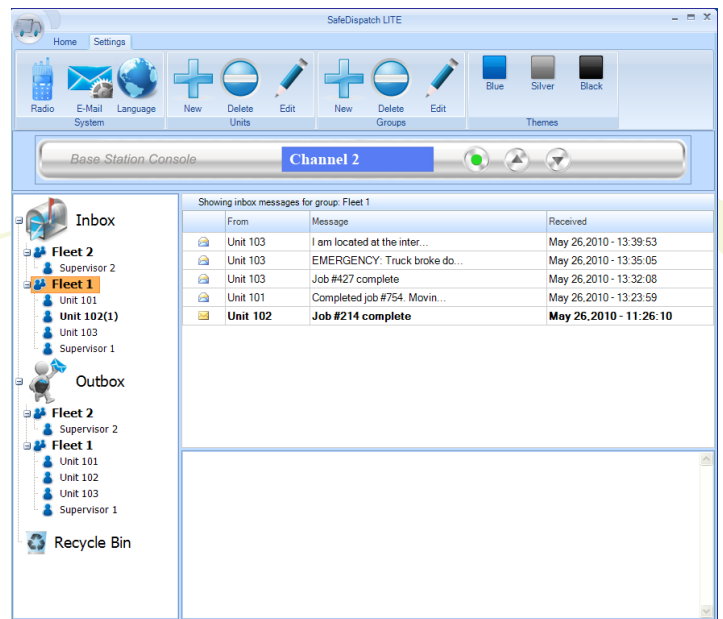 SafeDispatch LITE
Home Settings
Radio E-Mail Language New Delete Edit New Delete Edit Blue Silver Black
System Units Groups Themes
Base Station Console Channel 2
Showing inbox messages for group: Fleet 1
From Message Received
Unit 103 I am located at the inter... May 26,2010 - 13:39:53
Unit 103 EMERGENCY: Truck broke do... May 26,2010 - 13:35:05
Unit 103 Job #427 complete May 26,2010 - 13:32:08
Unit 101 Completed job #754. Movin... May 26,2010 - 13:23:59
Unit 102 Job #214 complete May 26,2010 - 11:26:10
Inbox
Fleet 2
Supervisor 2
Fleet 1
Unit 101
Unit 102(1)
Unit 103
Supervisor 1
Outbox
Fleet 2
Supervisor 2
Fleet 1
Unit 101
Unit 102
Unit 103
Supervisor 1
Recycle Bin